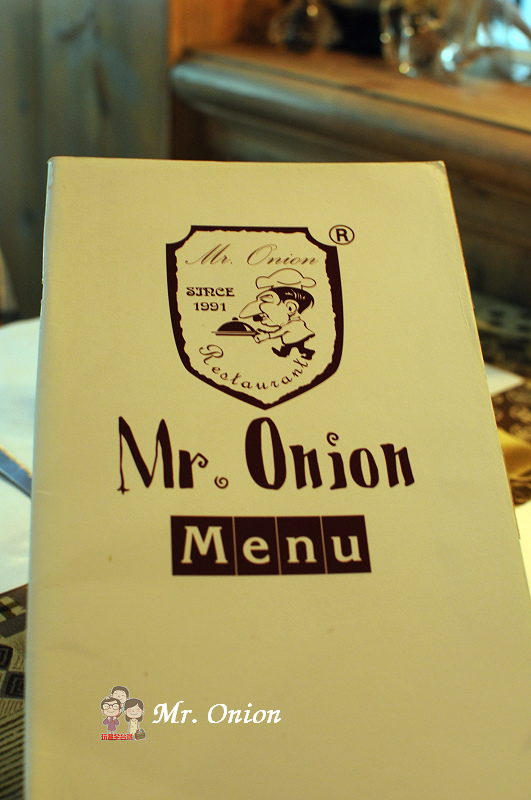 Mr. Onion
®
SINCE
1991
Restaurant
Mr. Onion
Menu
Mr. Onion